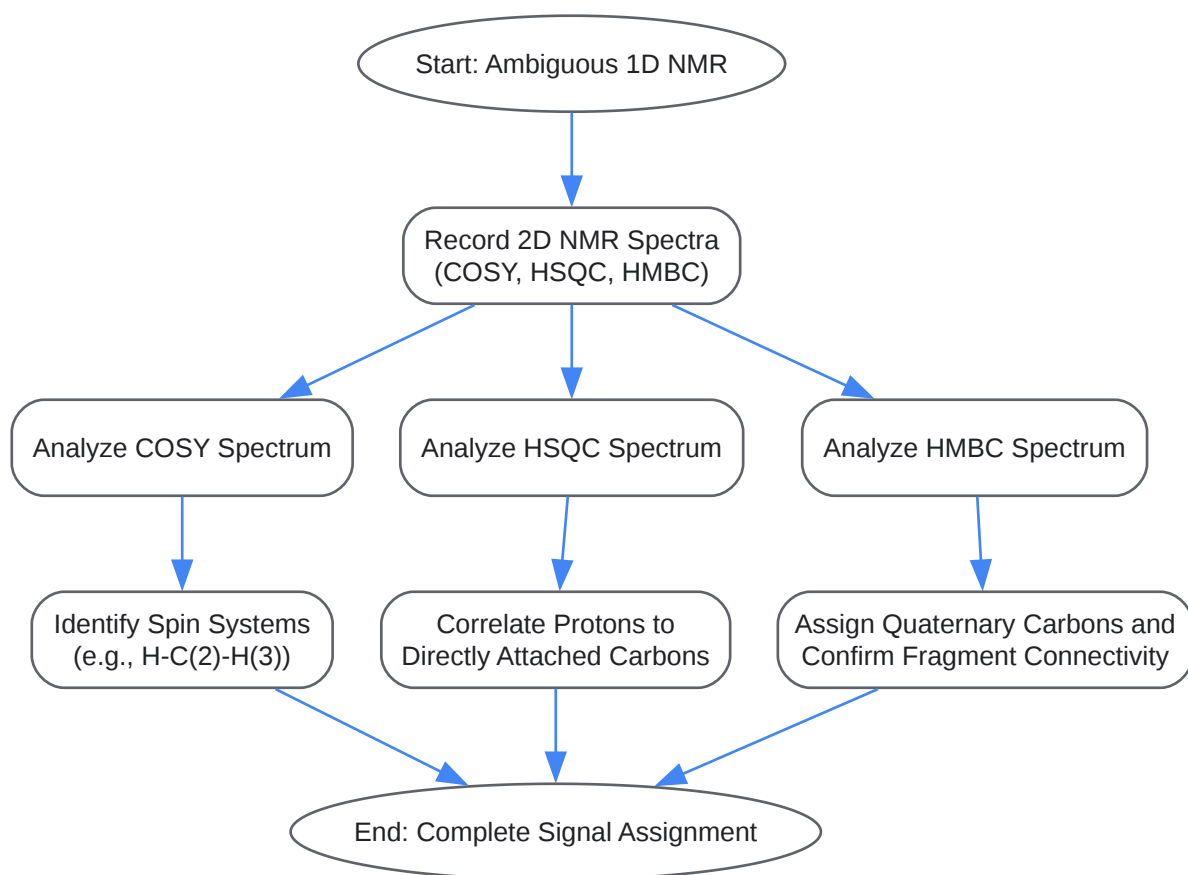 Start: Ambiguous 1D NMR
Record 2D NMR Spectra
(COSY, HSQC, HMBC)
Analyze COSY Spectrum
Analyze HSQC Spectrum
Analyze HMBC Spectrum
Identify Spin Systems
(e.g., H-C(2)-H(3))
Correlate Protons to
Directly Attached Carbons
Assign Quaternary Carbons and
Confirm Fragment Connectivity
End: Complete Signal Assignment